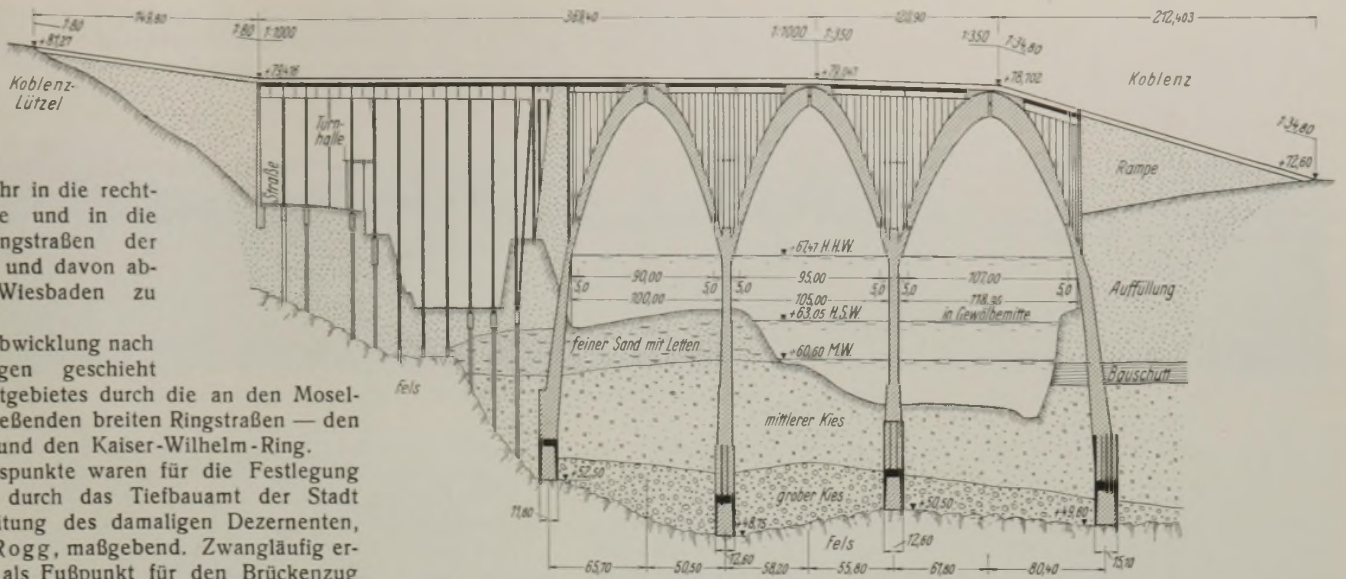 149,80 369,40 120,90 212,403
1:80 1:80 1:1000 1:1000 1:350 1:350 1:34,80
+81,27 +79,418 +79,047 +78,702
Koblenz-
Lützel
Koblenz
Turn-
halle
Straße
Rampe
1:34,80
+72,60
+67,47 H.H.W.
90,00 95,00 107,00
5,0 5,0 5,0 5,0 5,0
100,00 105,00 118,95
in Gewölbemitte
+63,05 H.S.W.
Auffüllung
feiner Sand mit Letten
+60,60 M.W.
Bauschutt
Fels
mittlerer Kies
+52,50
grober Kies
+50,50
+49,60
+48,75
Fels
11,60 12,60 12,60 15,10
65,70 50,50 58,20 55,80 61,80 80,40
hr in die recht-
e und in die
ngstraßen der
und davon ab-
Wiesbaden zu
bwicklung nach
gen geschieht
tgebietes durch die an den Mosel-
eßenden breiten Ringstraßen — den
und den Kaiser-Wilhelm-Ring.
spunkte waren für die Festlegung
durch das Tiefbauamt der Stadt
itung des damaligen Dezernenten,
Rogg, maßgebend. Zwangläufig er-
als Fußpunkt für den Brückenzug